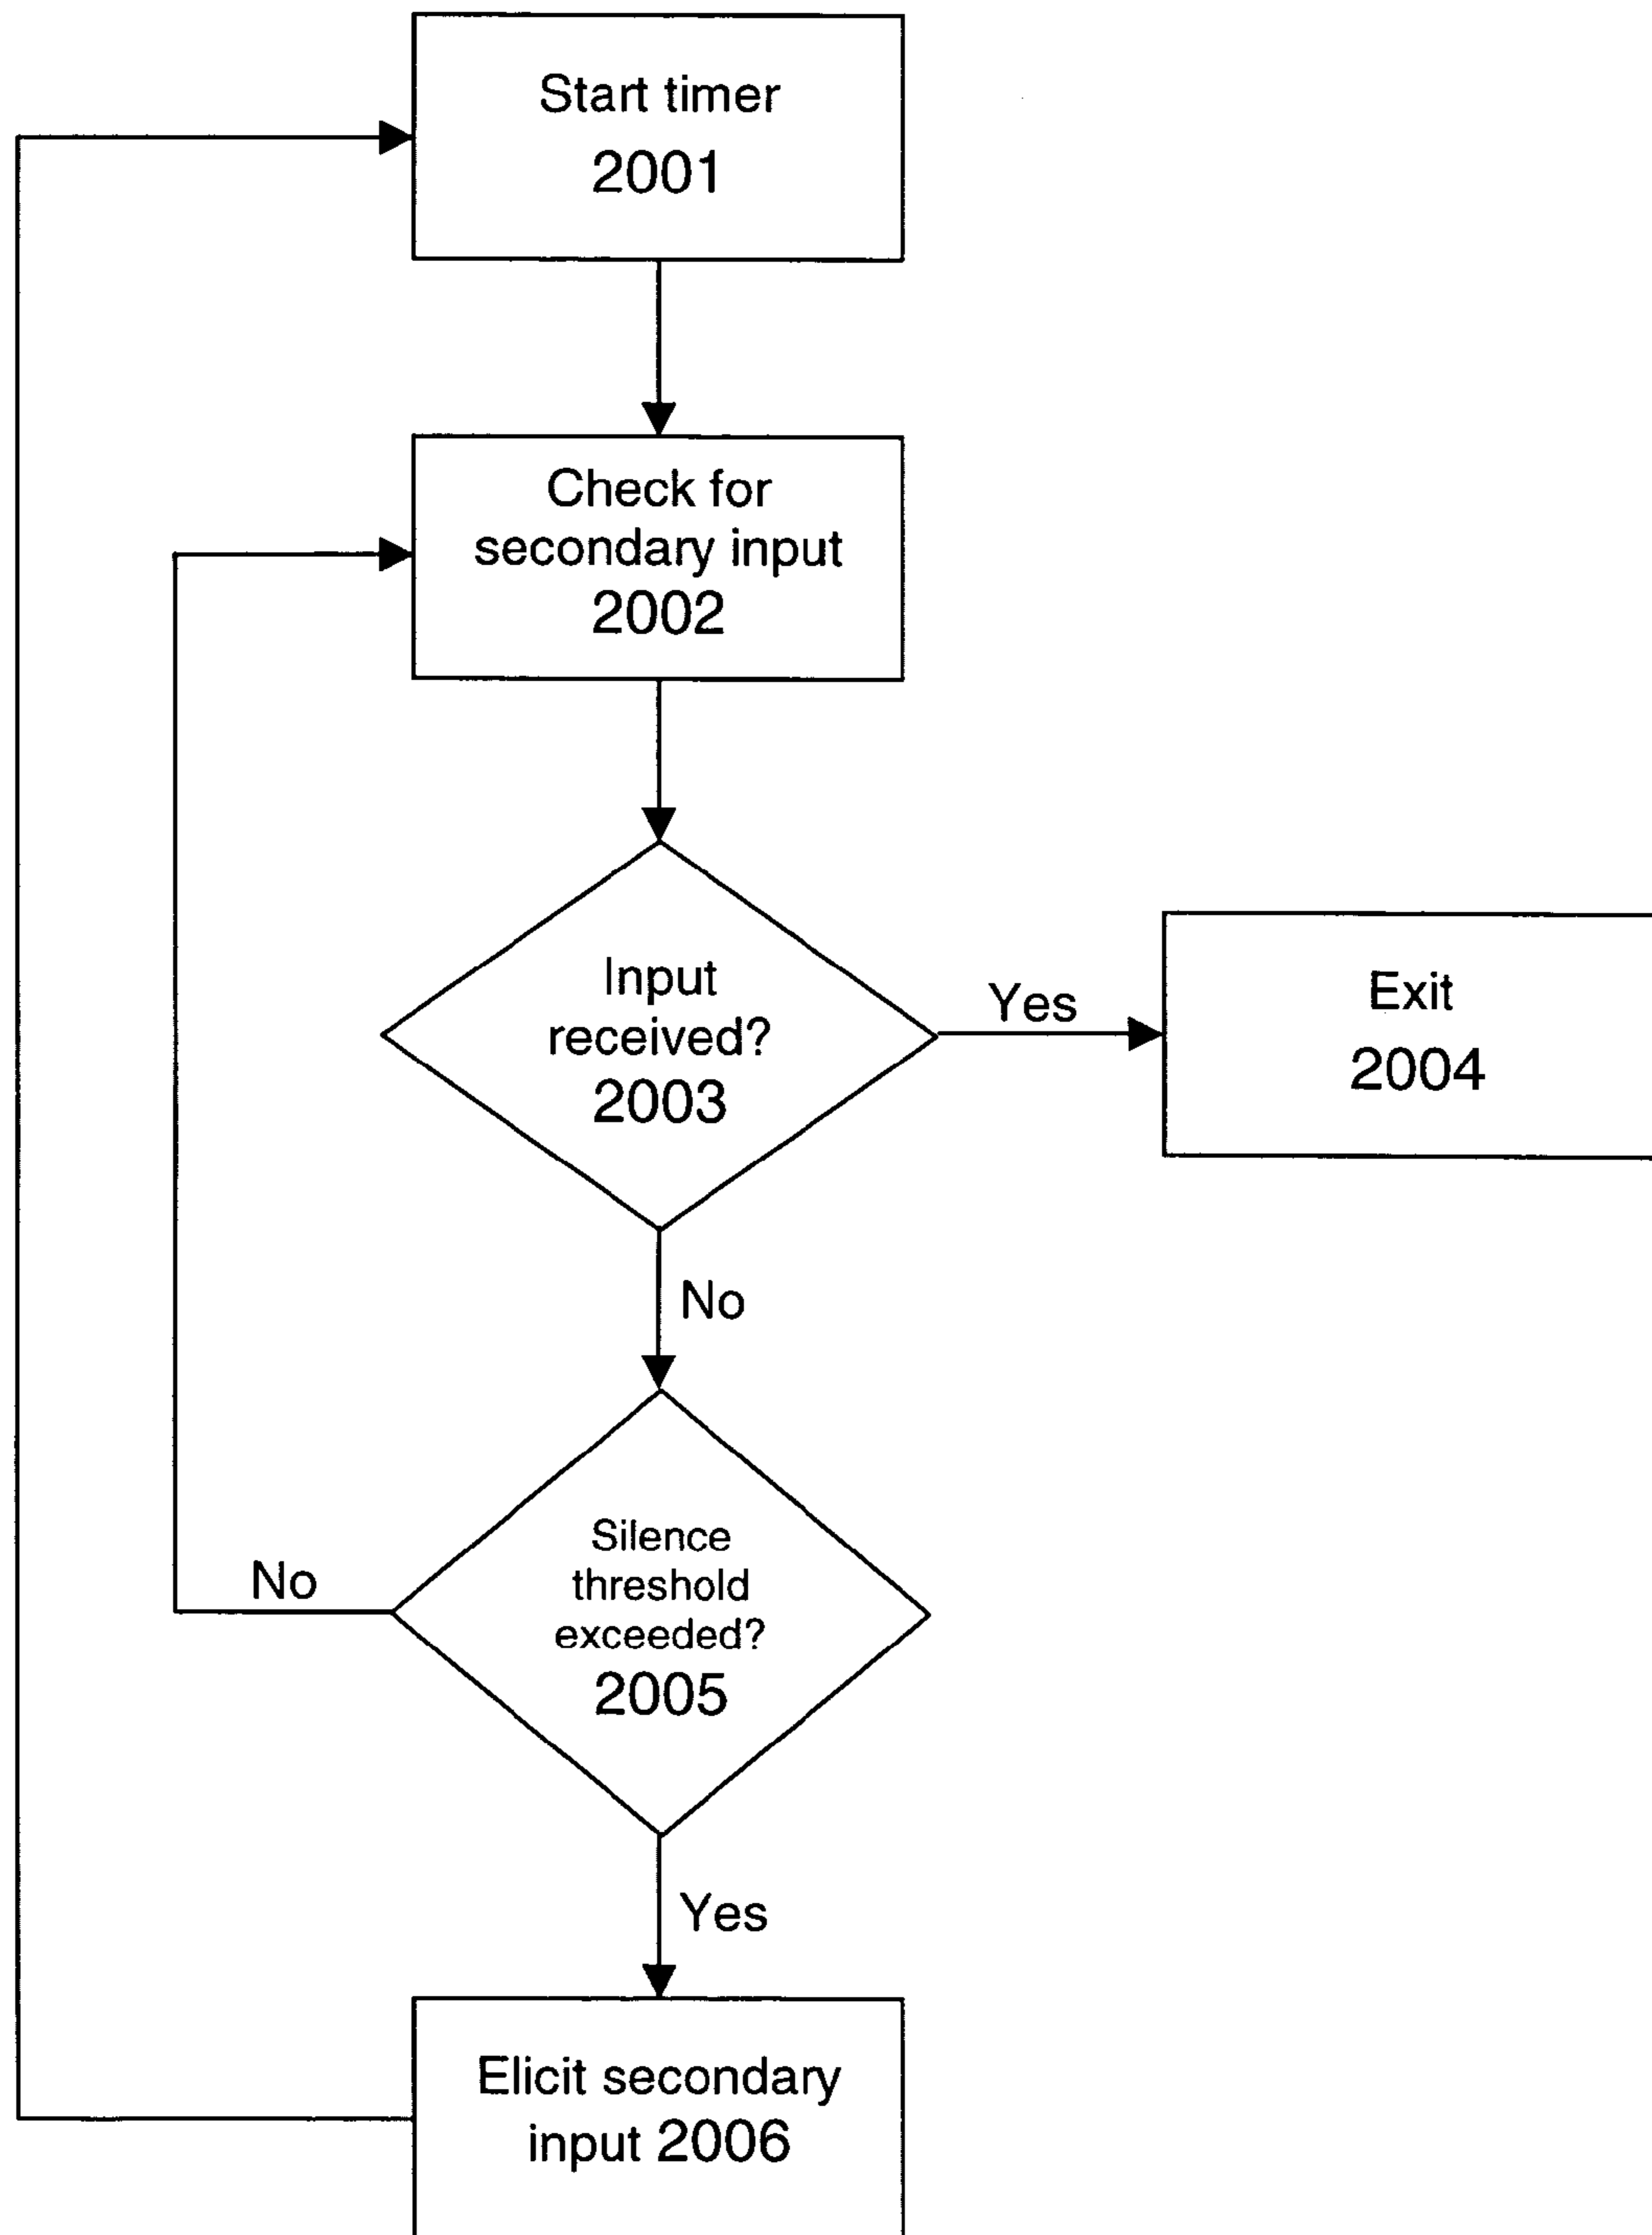 Start timer
2001
Check for
secondary input
2002
Input
received?
2003
Yes
Exit
2004
No
Silence
threshold
exceeded?
2005
No
Yes
Elicit secondary
input 2006